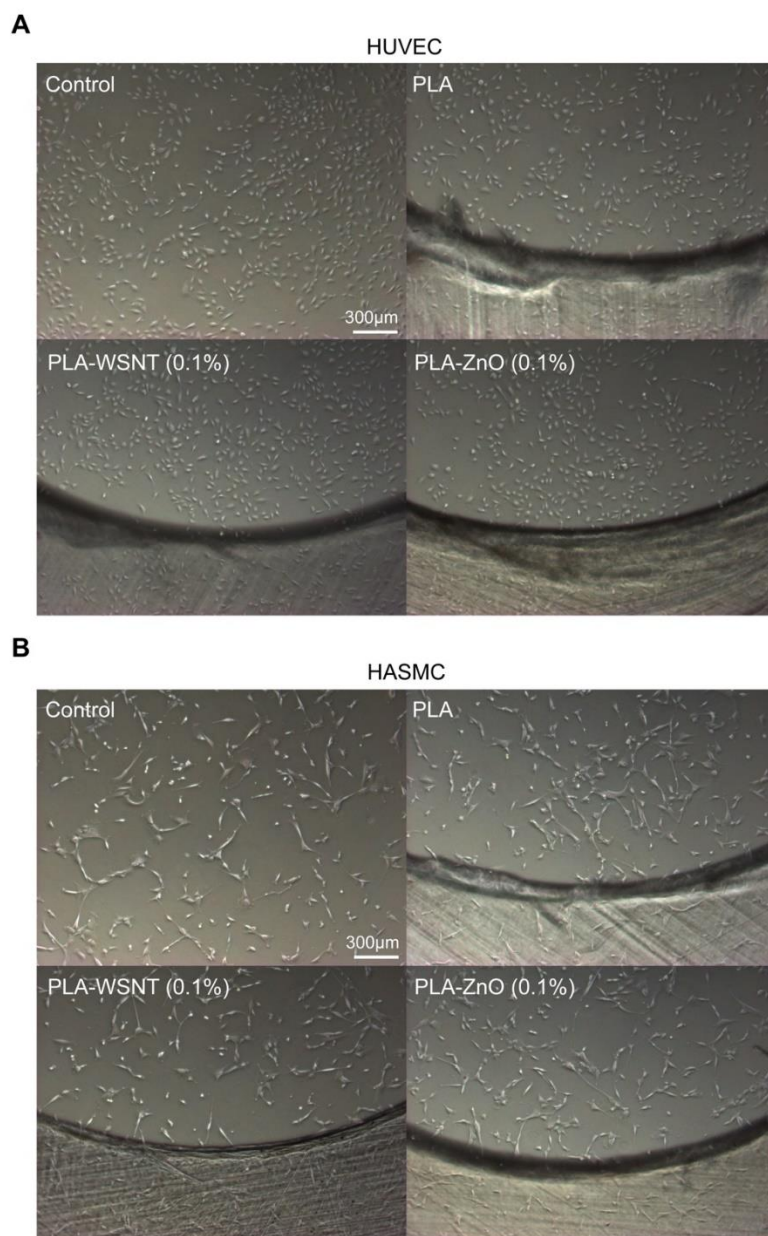 A
HUVEC
Control
PLA
300μm
PLA-WSNT (0.1%)
PLA-ZnO (0.1%)
B
HASMC
Control
PLA
300μm
PLA-WSNT (0.1%)
PLA-ZnO (0.1%)